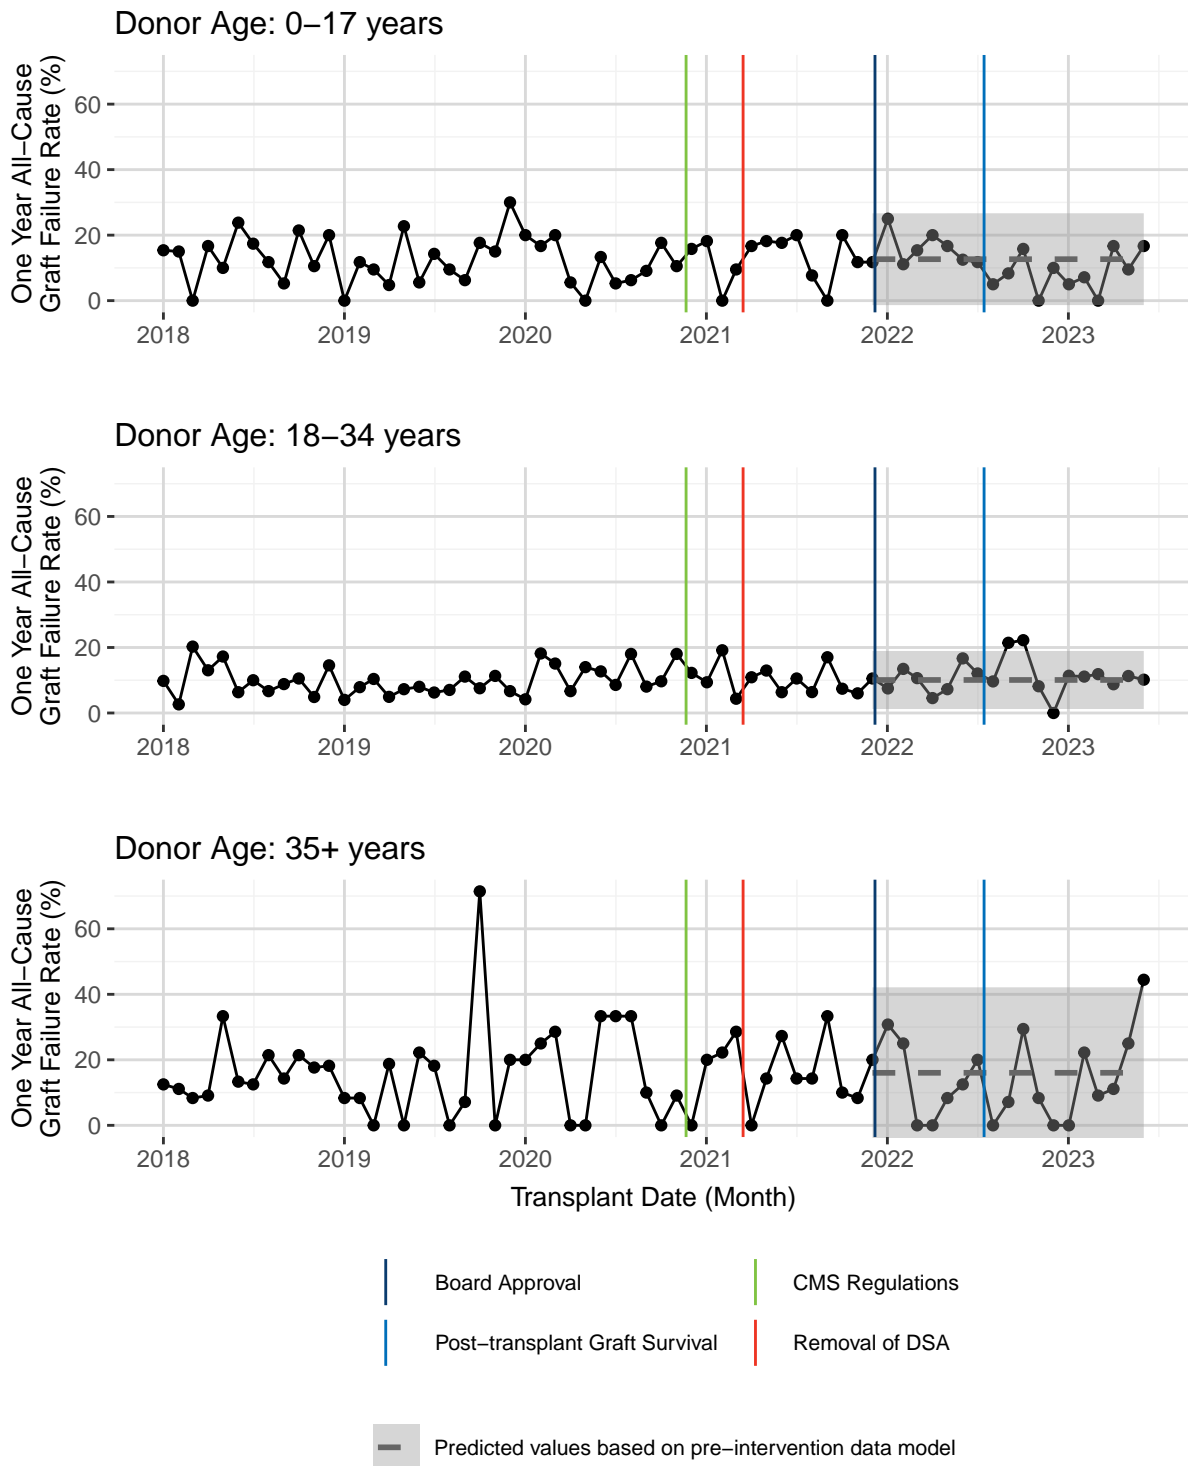 Donor Age: 0−17 years
One Year All−Cause
Graft Failure Rate (%)
60
40
20
0
2018 2019 2020 2021 2022 2023
Donor Age: 18−34 years
One Year All−Cause
Graft Failure Rate (%)
60
40
20
0
2018 2019 2020 2021 2022 2023
Donor Age: 35+ years
One Year All−Cause
Graft Failure Rate (%)
60
40
20
0
2018 2019 2020 2021 2022 2023
Transplant Date (Month)
Board Approval CMS Regulations
Post−transplant Graft Survival Removal of DSA
Predicted values based on pre−intervention data model